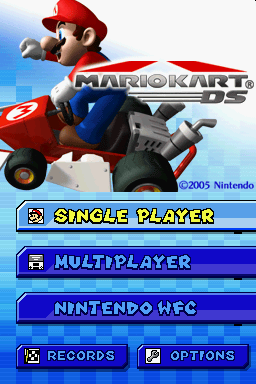 MARIOKART®
DS
©2005 Nintendo
SINGLE PLAYER
MULTIPLAYER
NINTENDO WFC
RECORDS
OPTIONS